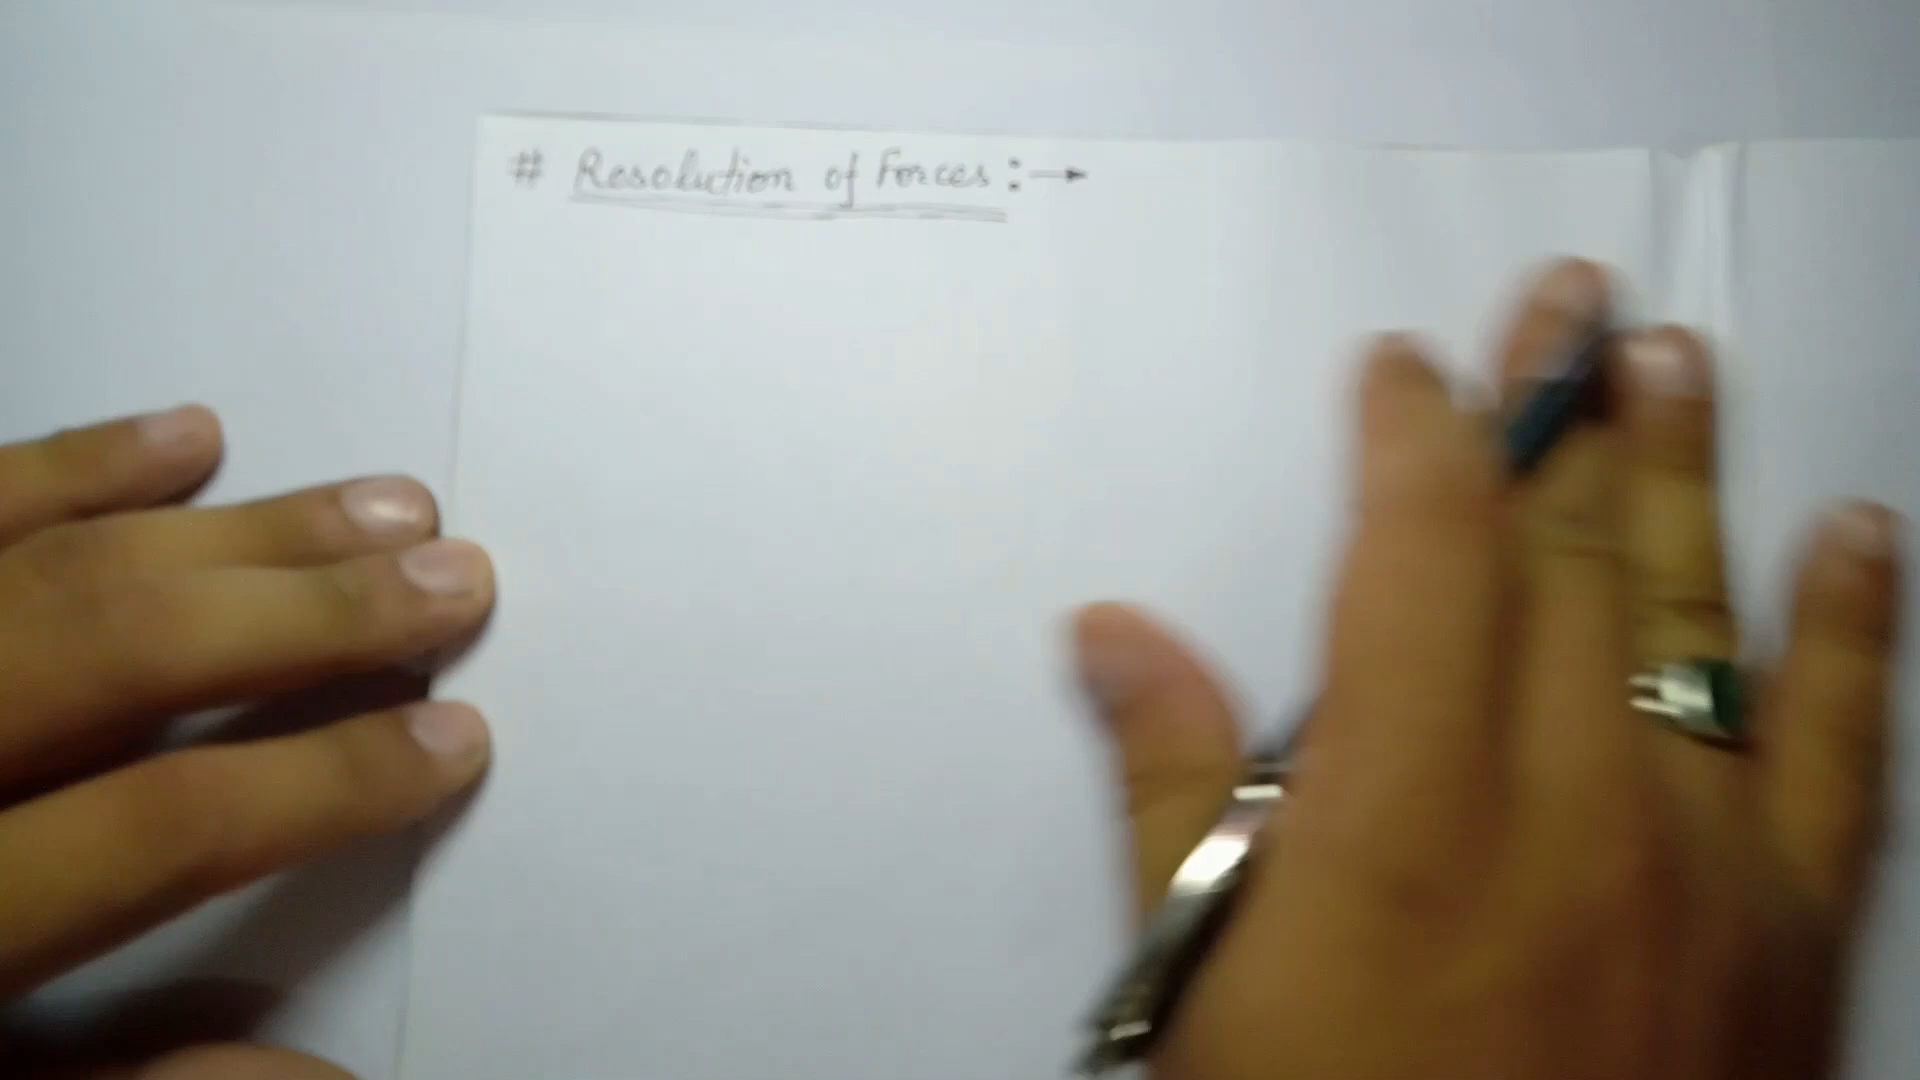 # Resolution of Forces :→